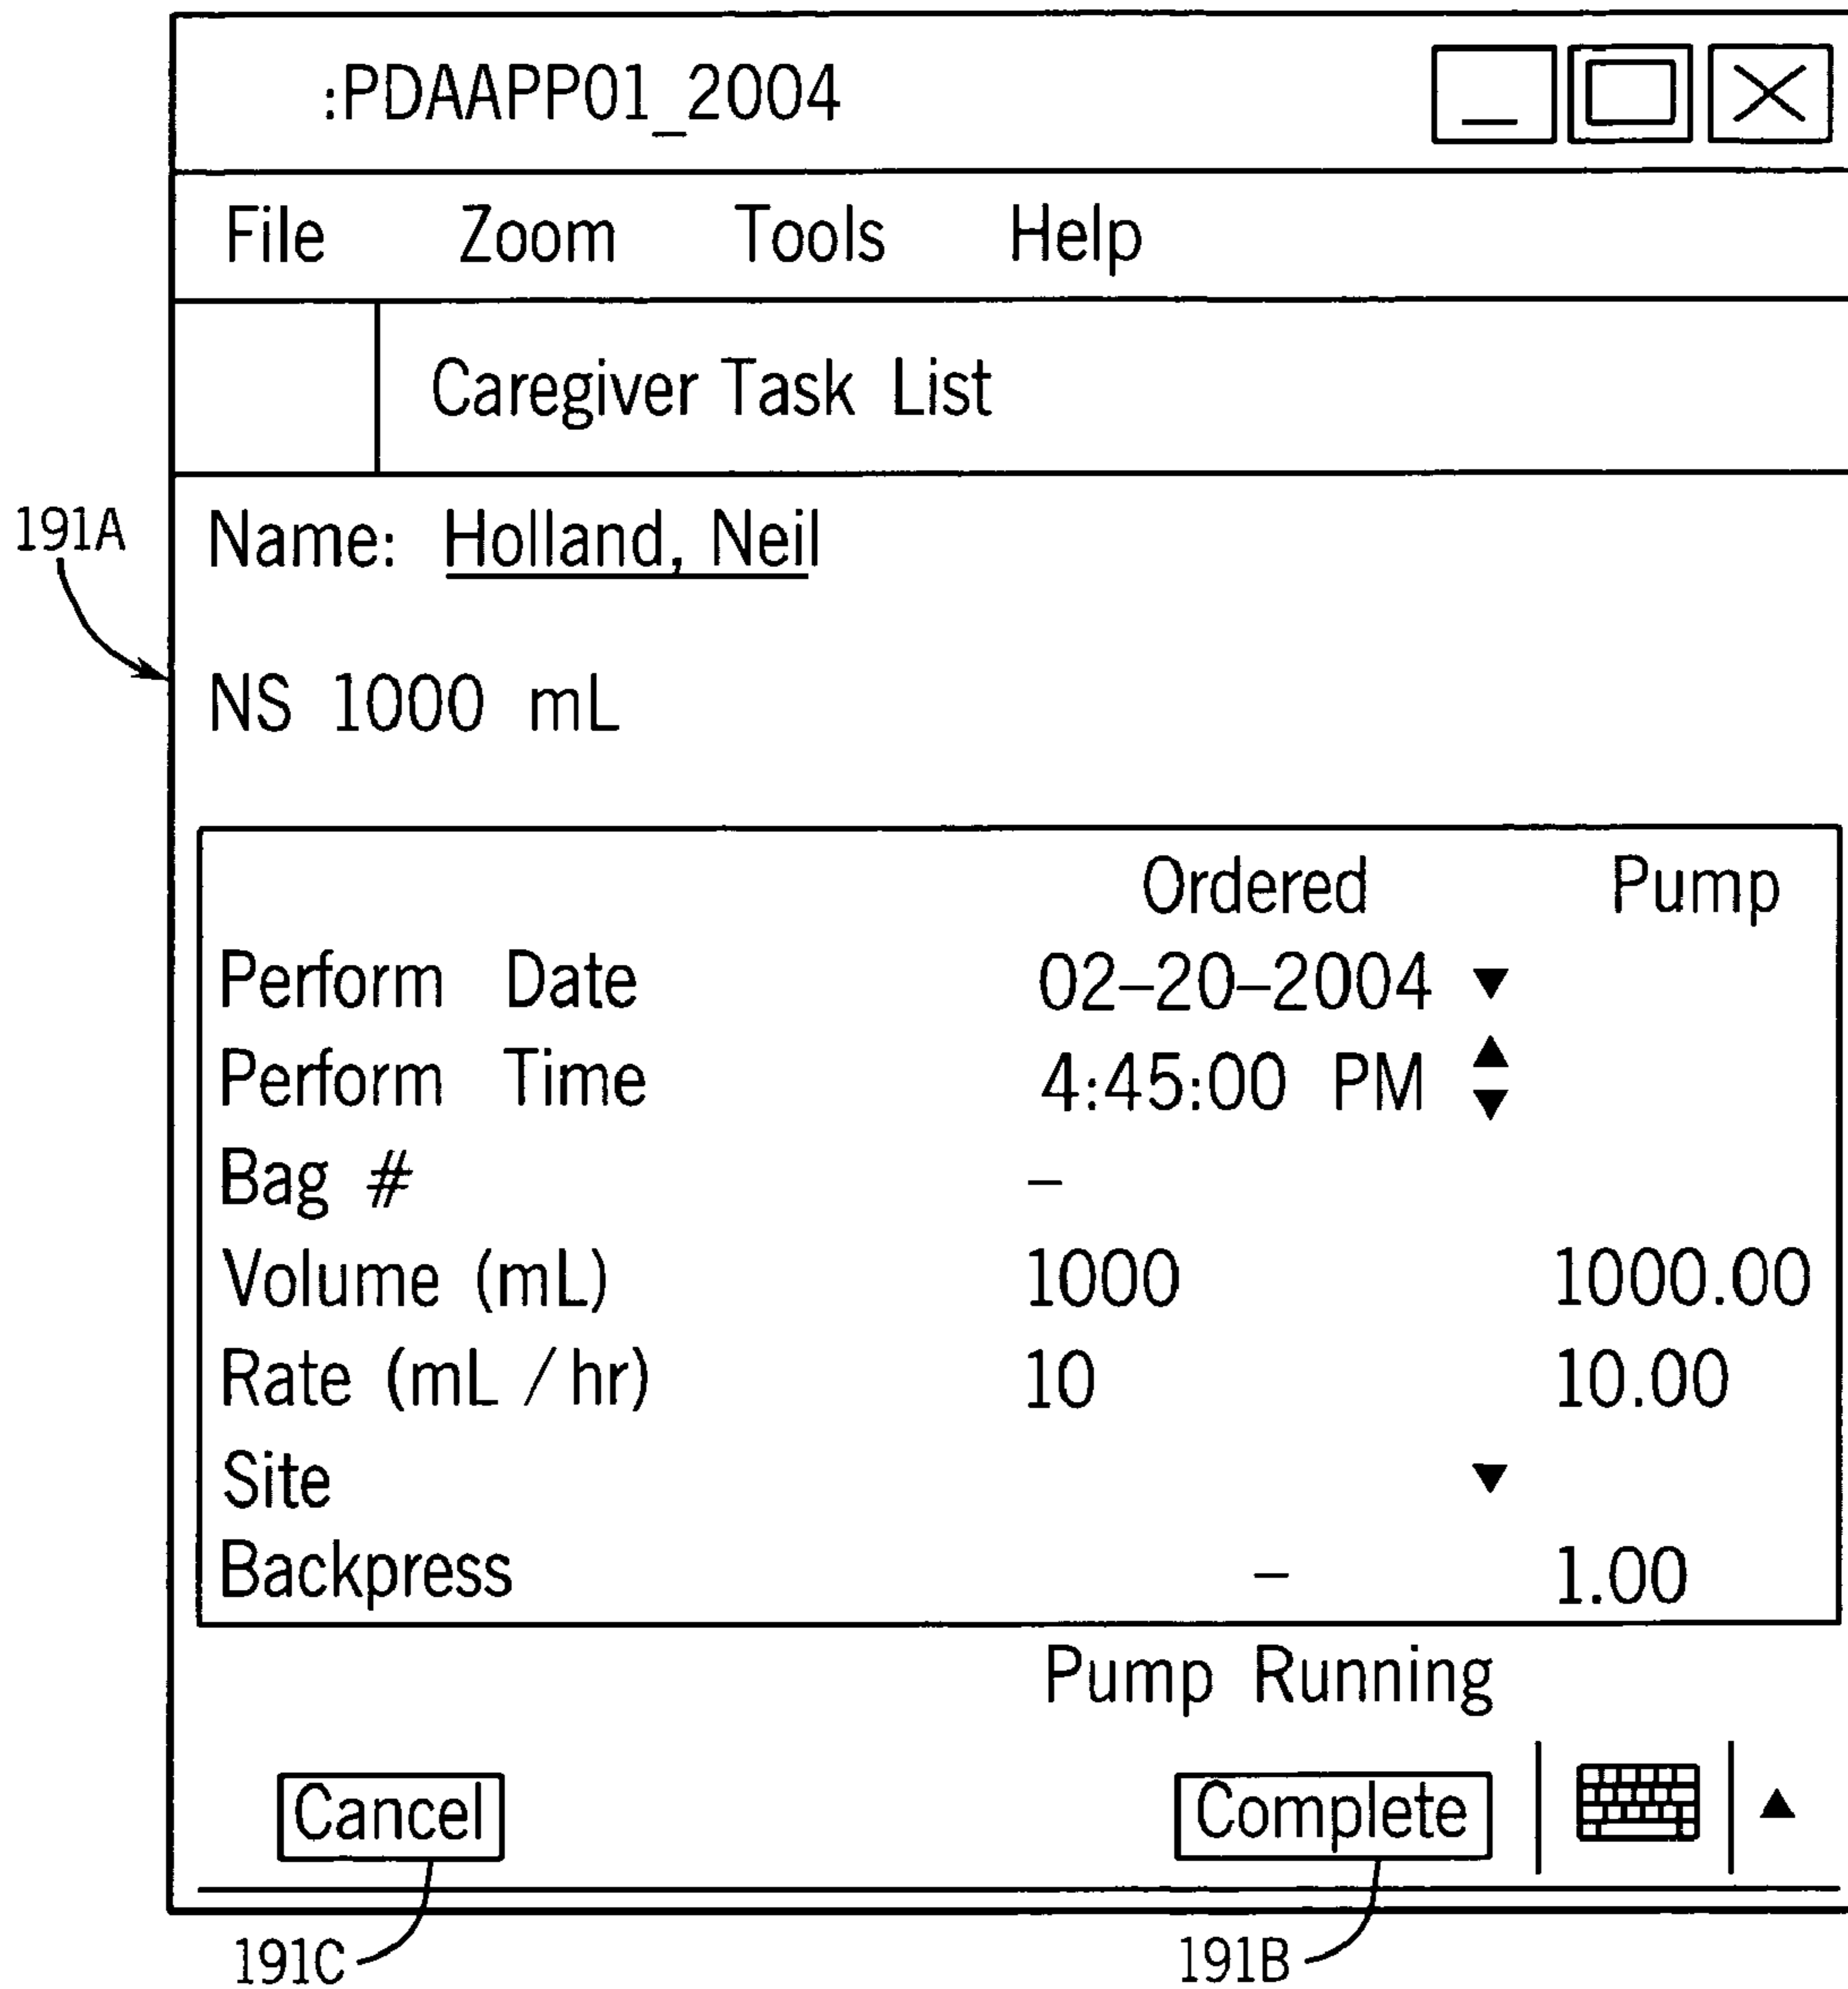 :PDAAPP01_2004
File Zoom Tools Help
Caregiver Task List
191A
Name: Holland, Neil
NS 1000 mL
Ordered Pump
Perform Date 02–20–2004 ▼
Perform Time 4:45:00 PM ▲▼
Bag # –
Volume (mL) 1000 1000.00
Rate (mL / hr) 10 10.00
Site ▼
Backpress – 1.00
Pump Running
Cancel Complete ▲
191C 191B